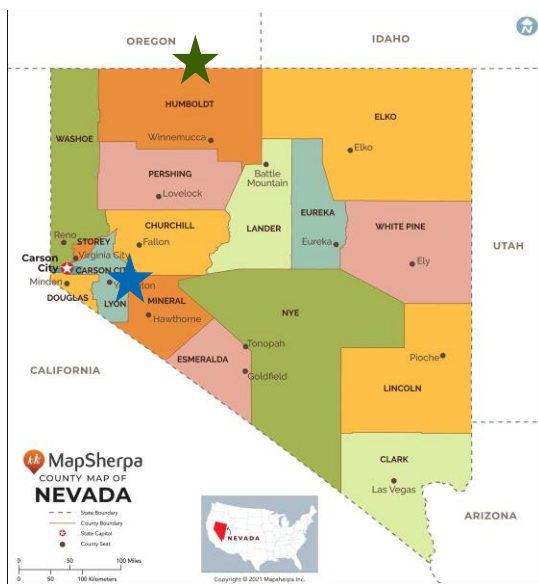 N
OREGON
IDAHO
HUMBOLDT
ELKO
WASHOE
Winnemucca
Elko
PERSHING
Battle
Mountain
Lovelock
EUREKA
CHURCHILL
LANDER
WHITE PINE
UTAH
Reno
STOREY
Fallon
Eureka
Virginia City
Carson
City
CARSON CITY
Ely
Minden
DOUGLAS
LYON
MINERAL
NYE
Hawthorne
Tonopah
ESMERALDA
Pioche
CALIFORNIA
Goldfield
LINCOLN
CLARK
MapSherpa
COUNTY MAP OF
NEVADA
Las Vegas
State Boundary
County Boundary
State Capital
County Seat
NEVADA
ARIZONA
0 50 100 Miles
0 50 100 Kilometers
Copyright © 2021 MapSherpa Inc.